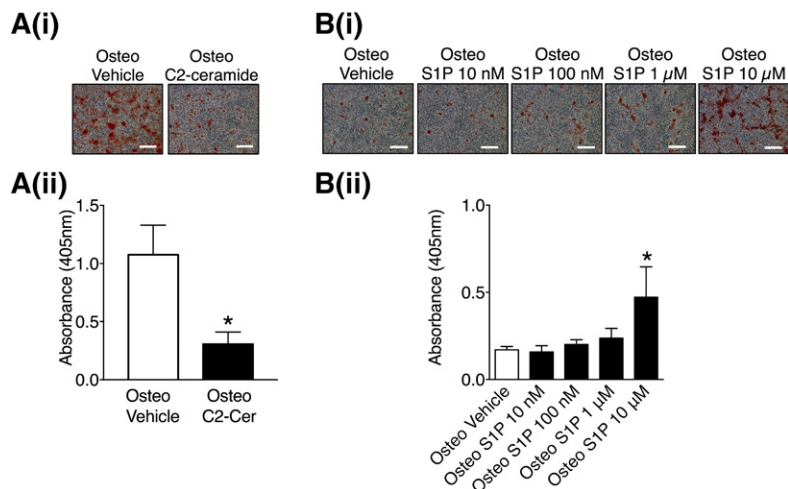 A(i)
Osteo
Vehicle
Osteo
C2-ceramide
B(i)
Osteo
Vehicle
Osteo
S1P 10 nM
Osteo
S1P 100 nM
Osteo
S1P 1 µM
Osteo
S1P 10 µM
A(ii)
Absorbance (405nm)
1.5
1.0
0.5
0.0
*
Osteo
Vehicle
Osteo
C2-Cer
B(ii)
Absorbance (405nm)
1.0
0.5
0.0
*
Osteo Vehicle
Osteo S1P 10 nM
Osteo S1P 100 nM
Osteo S1P 1 µM
Osteo S1P 10 µM